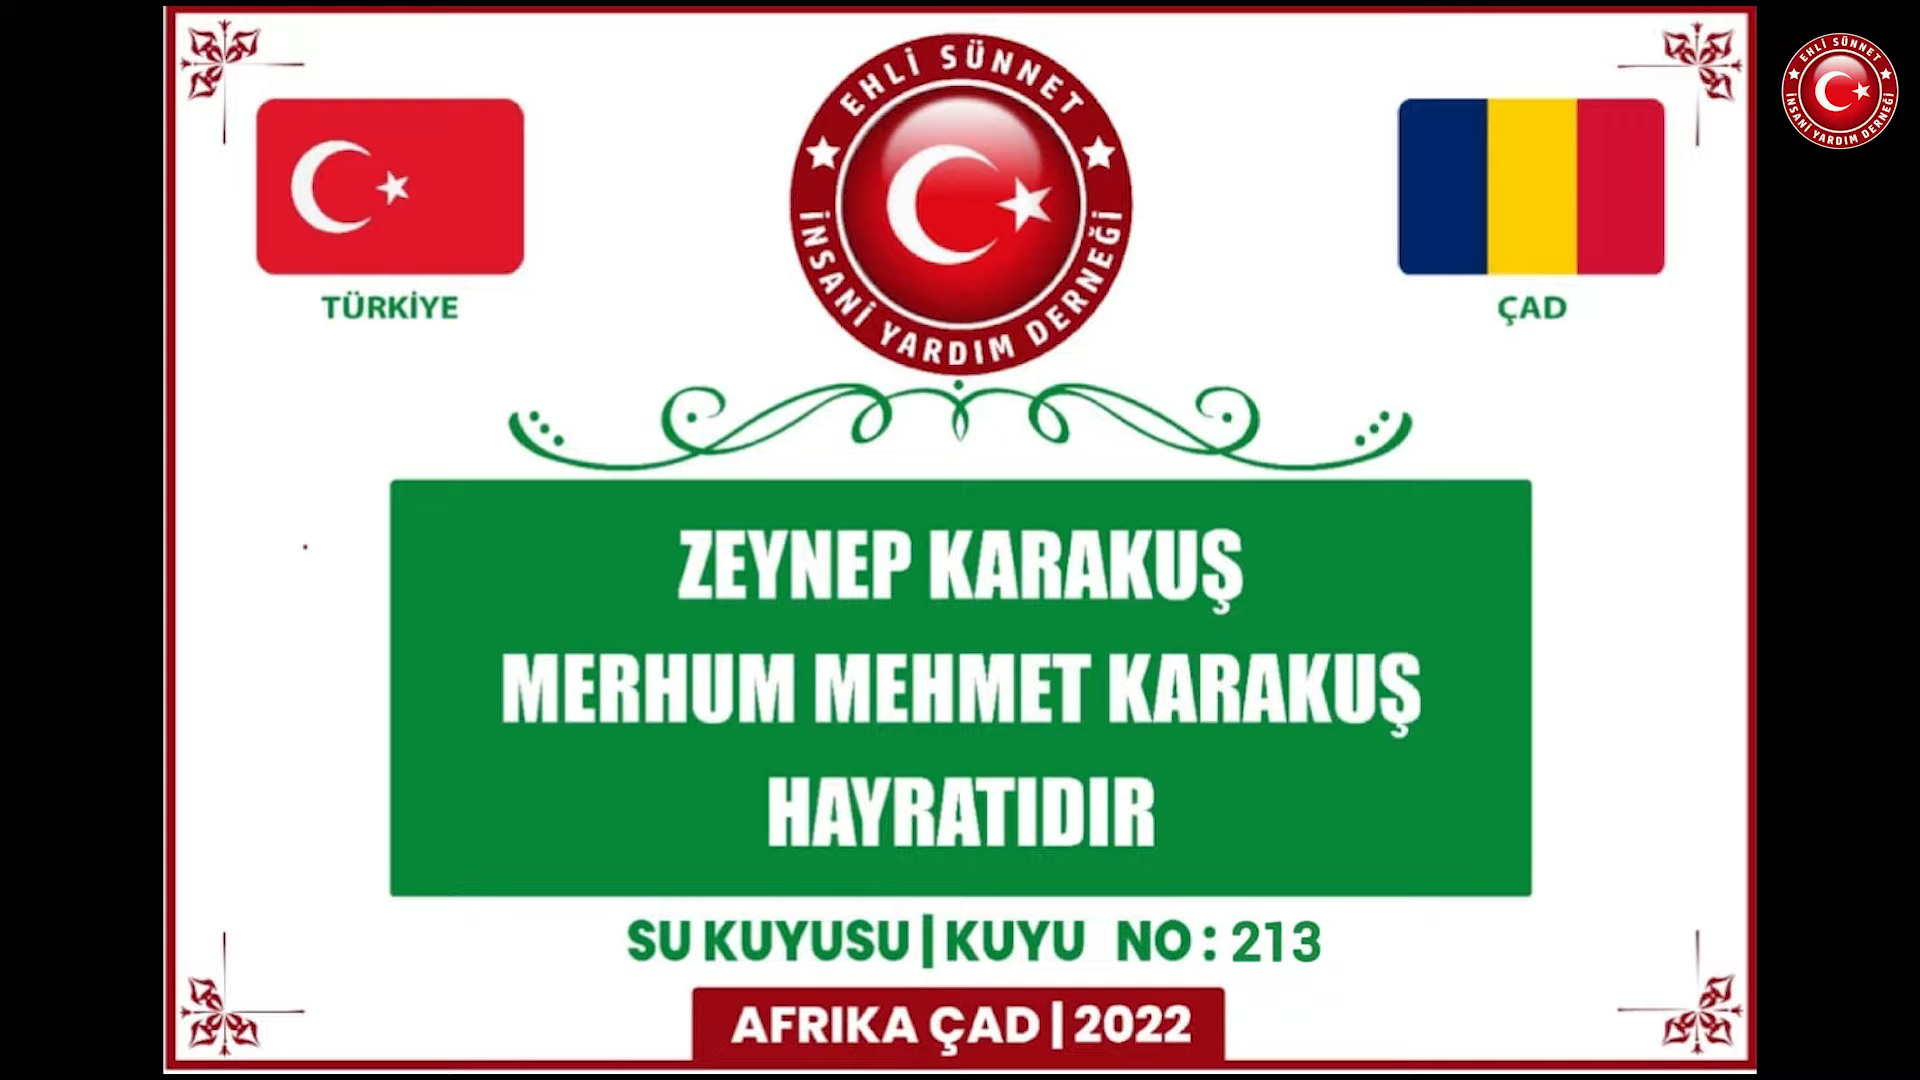 EHLİ SÜNNET
İNSANİ YARDIM DERNEĞİ
EHLİ SÜNNET
İNSANİ YARDIM DERNEĞİ
TÜRKİYE
ÇAD
ZEYNEP KARAKUŞ
MERHUM MEHMET KARAKUŞ
HAYRATIDIR
SU KUYUSU | KUYU NO : 213
AFRIKA ÇAD | 2022